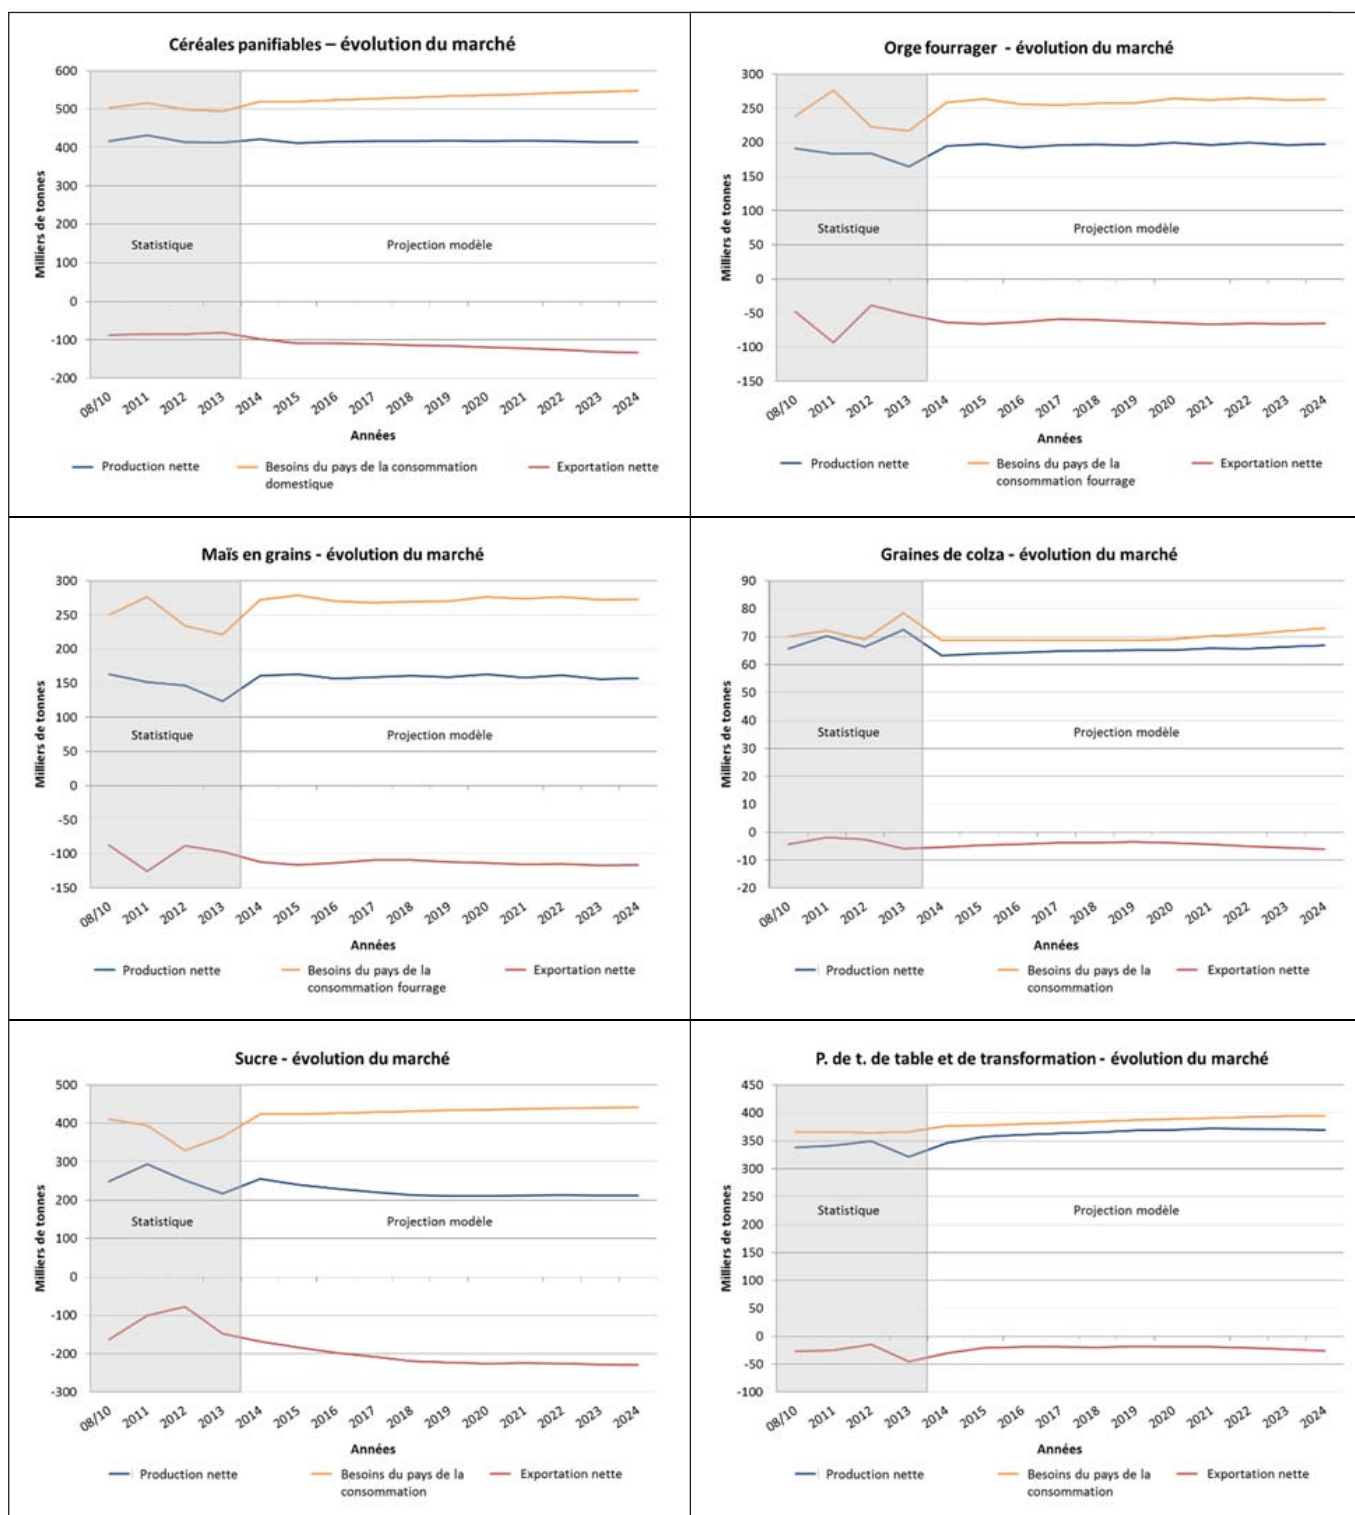 Céréales panifiables – évolution du marché
600
500
400
300
200
100
0
-100
-200
Milliers de tonnes
Statistique
Projection modèle
08/10 2011 2012 2013 2014 2015 2016 2017 2018 2019 2020 2021 2022 2023 2024
Années
Production nette
Besoins du pays de la consommation
domestique
Exportation nette
Orge fourrager - évolution du marché
300
250
200
150
100
50
0
-50
-100
-150
Milliers de tonnes
Statistique
Projection modèle
08/10 2011 2012 2013 2014 2015 2016 2017 2018 2019 2020 2021 2022 2023 2024
Années
Production nette
Besoins du pays de la
consommation fourrage
Exportation nette
Maïs en grains - évolution du marché
300
250
200
150
100
50
0
-50
-100
-150
Milliers de tonnes
Statistique
Projection modèle
08/10 2011 2012 2013 2014 2015 2016 2017 2018 2019 2020 2021 2022 2023 2024
Années
Production nette
Besoins du pays de la
consommation fourrage
Exportation nette
Graines de colza - évolution du marché
90
80
70
60
50
40
30
20
10
0
-10
-20
Milliers de tonnes
Statistique
Projection modèle
08/10 2011 2012 2013 2014 2015 2016 2017 2018 2019 2020 2021 2022 2023 2024
Années
Production nette
Besoins du pays de la
consommation
Exportation nette
Sucre - évolution du marché
500
400
300
200
100
0
-100
-200
-300
Milliers de tonnes
Statistique
Projection modèle
08/10 2011 2012 2013 2014 2015 2016 2017 2018 2019 2020 2021 2022 2023 2024
Années
Production nette
Besoins du pays de la
consommation
Exportation nette
P. de t. de table et de transformation - évolution du marché
450
400
350
300
250
200
150
100
50
0
-50
-100
Milliers de tonnes
Statistique
Projection modèle
08/10 2011 2012 2013 2014 2015 2016 2017 2018 2019 2020 2021 2022 2023 2024
Années
Production nette
Besoins du pays de la
consommation
Exportation nette